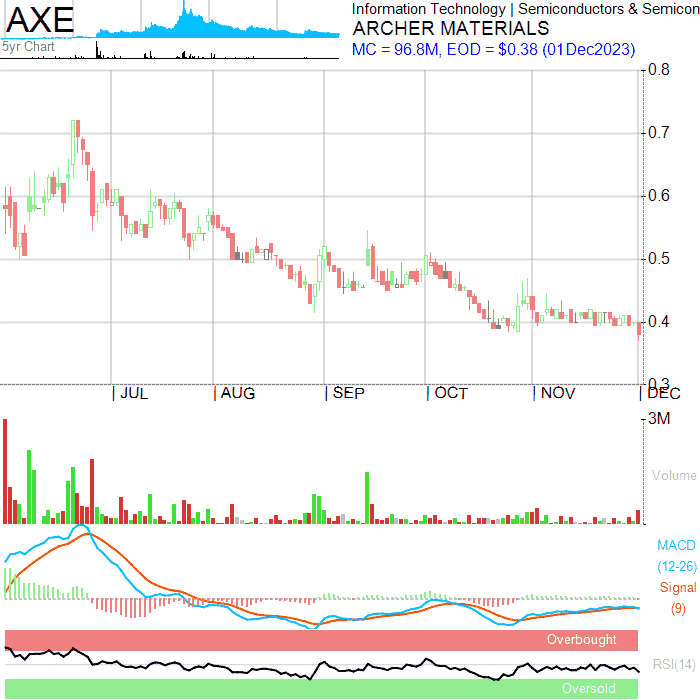 AXE
5yr Chart
Information Technology | Semiconductors & Semicon
ARCHER MATERIALS
MC = 96.8M, EOD = $0.38 (01Dec2023)
0.8
0.7
0.6
0.5
0.4
0.3
JUL
AUG
SEP
OCT
NOV
DEC
3M
Volume
MACD
(12-26)
Signal
(9)
Overbought
RSI(14)
Oversold